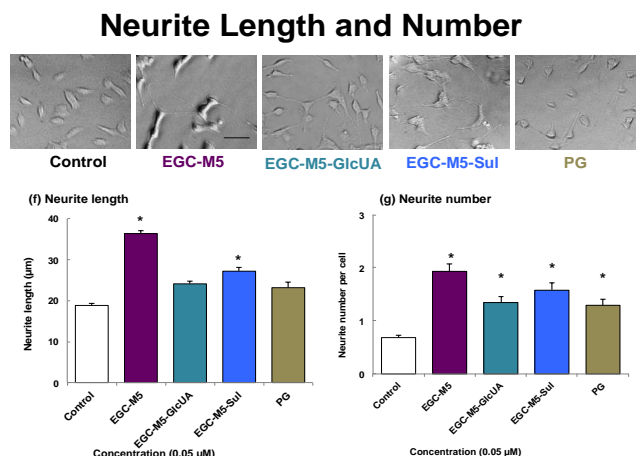 Neurite Length and Number
Control EGC-M5 EGC-M5-GlcUA EGC-M5-Sul PG
(f) Neurite length
Neurite length (µm)
40
30
20
10
0
* *
Control EGC-M5 EGC-M5-GlcUA EGC-M5-Sul PG
Concentration (0.05 µM)
(g) Neurite number
Neurite number per cell
3
2
1
0
* * * *
Control EGC-M5 EGC-M5-GlcUA EGC-M5-Sul PG
Concentration (0.05 µM)